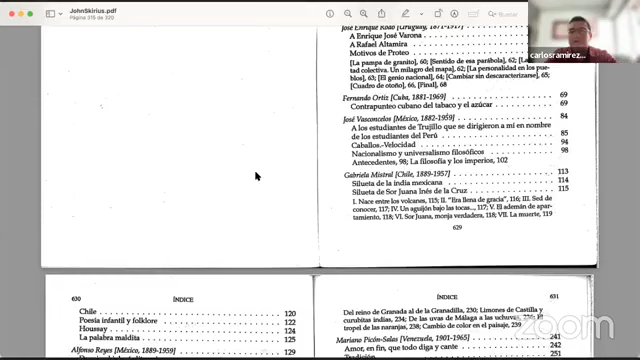 JohnSkirius.pdf
Página 315 de 320
Buscar
carlosramirez...
José Enrique Rodó [Uruguay, 1871-1917]
A Enrique José Varona
A Rafael Altamira
Motivos de Proteo
[La pampa de granito], 60; [Sentido de esa parábola], 62; [La
tad colectiva. Un milagro del mapa], 62; [La personalidad en los pue-
blos], 63; [El genio nacional], 64; [Cambiar sin descaracterizarse], 65;
[Cuadro de otoño], 66, [Final], 68
Fernando Ortiz [Cuba, 1881-1969] 69
Contrapunteo cubano del tabaco y el azúcar 69
José Vasconcelos [México, 1882-1959] 84
A los estudiantes de Trujillo que se dirigieron a mí en nombre
de los estudiantes del Perú 85
Caballos.-Velocidad 94
Nacionalismo y universalismo filosóficos 98
Antecedentes, 98; La filosofía y los imperios, 102
Gabriela Mistral [Chile, 1889-1957] 113
Silueta de la india mexicana 114
Silueta de Sor Juana Inés de la Cruz 115
I. Nace entre los volcanes, 115; II. "Era llena de gracia", 116; III. Sed de
conocer, 117; IV. Un aguijón bajo las tocas..., 117; V. El ademán de apar-
tamiento, 118; VI. Sor Juana, monja verdadera, 118; VII. La muerte, 119
629
630 ÍNDICE
Chile 120
Poesía infantil y folklore 122
Houssay 124
La palabra maldita 125
Alfonso Reyes [México, 1889-1959] 129
ÍNDICE 631
Del reino de Granada al de la Granadilla, 230; Limones de Castilla y
curubitas indias, 234; De las uvas de Málaga a las uchuvas, 236; El
tropel de las naranjas, 238; Cambio de color en el paisaje, 239
Mariano Picón-Salas [Venezuela, 1901-1965] 241
Amor, en fin, que todo diga y cante 242
Tradición 251
zoom